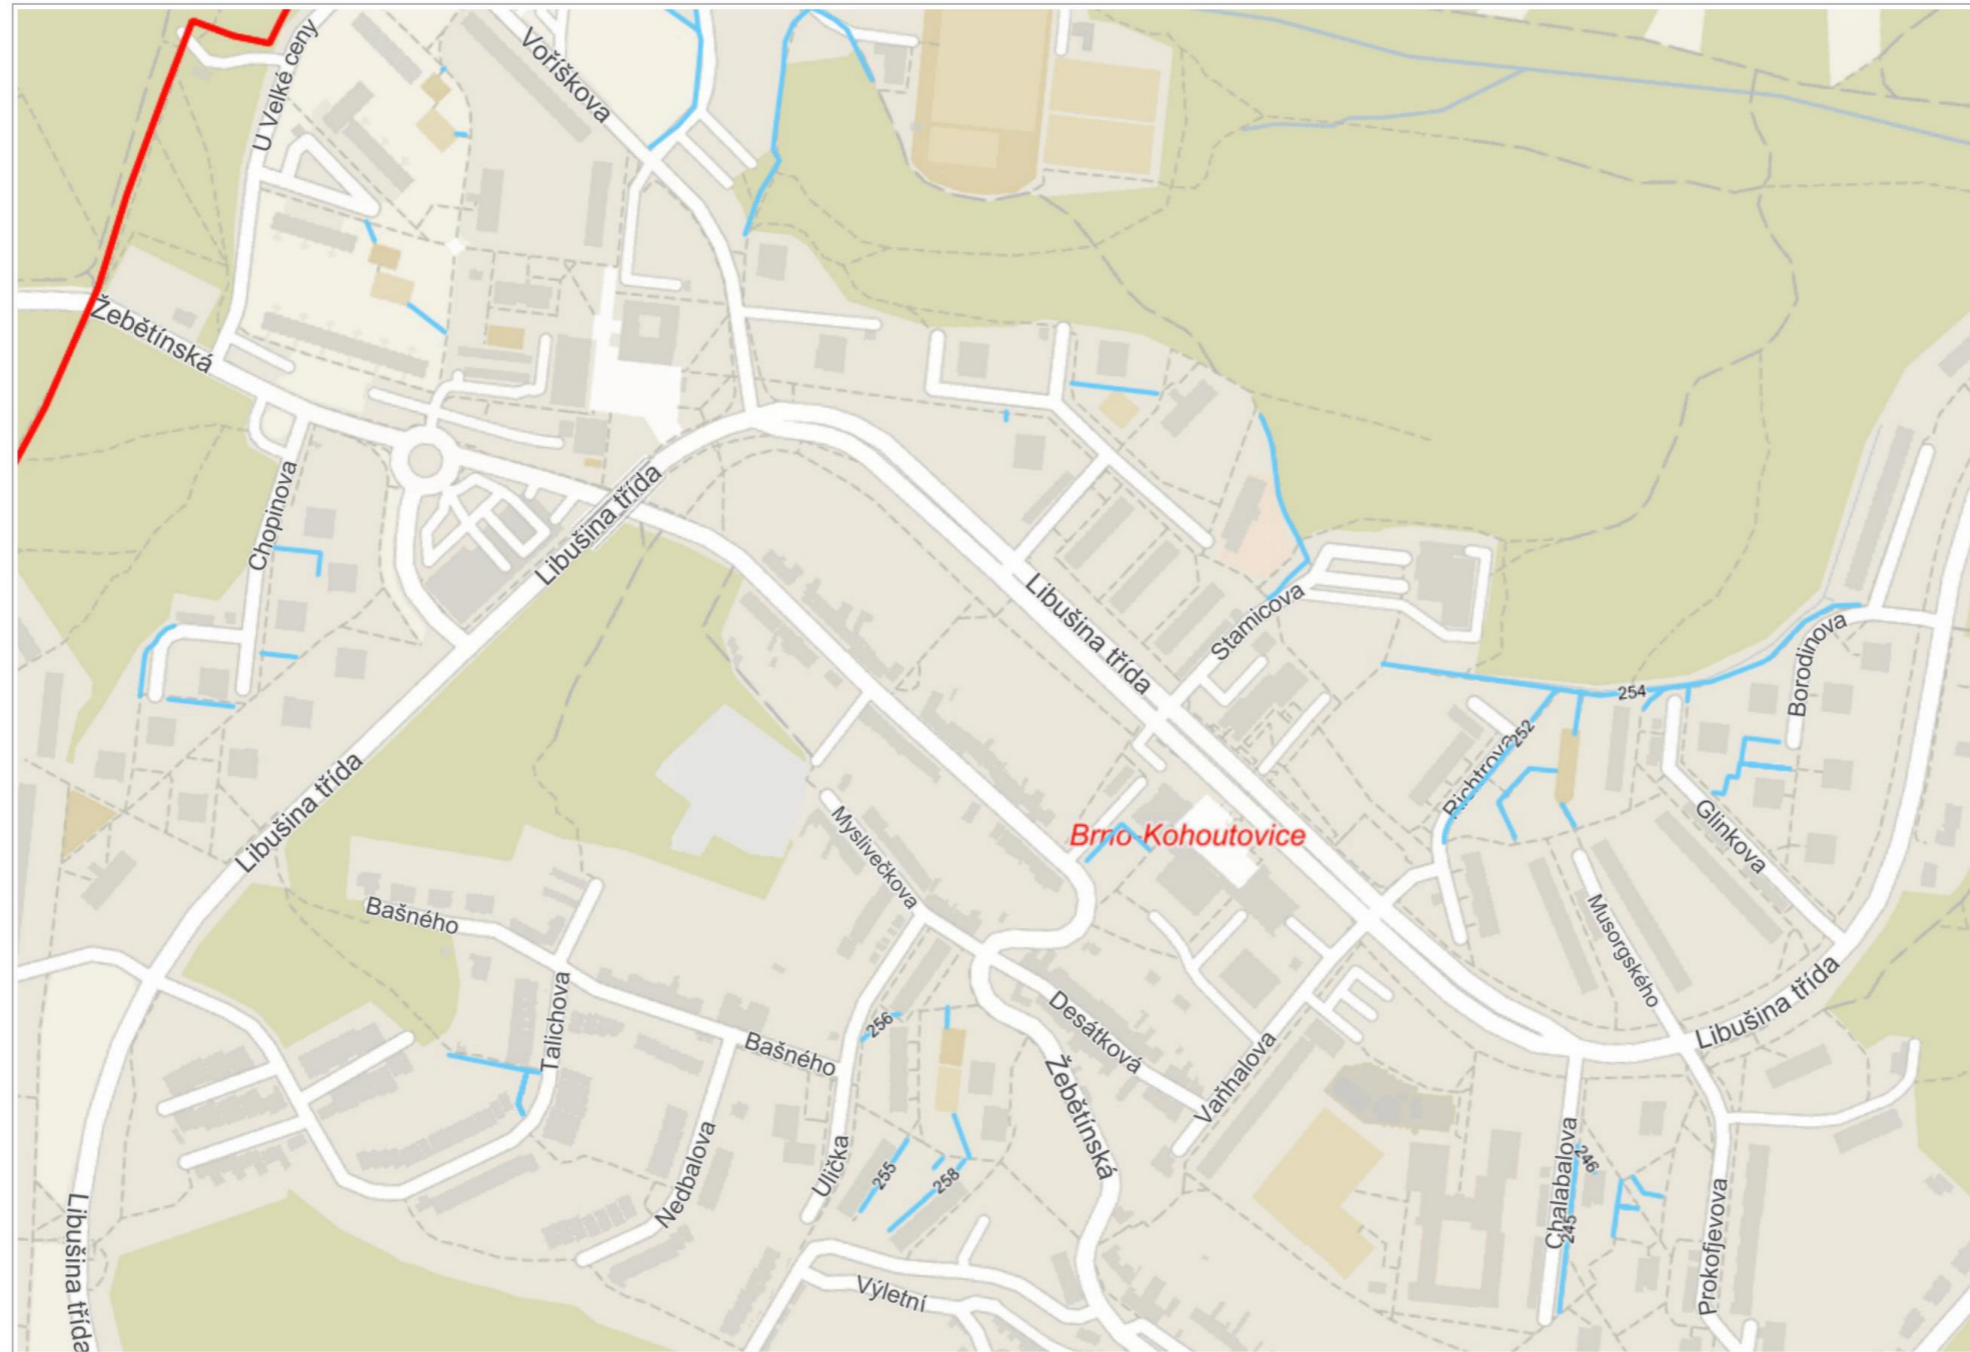 U Velké ceny
Voříškova
Žebětínská
Chopinova
Libušina třída
Libušina třída
Stamicova
254
Borodinova
Richtrova
252
Libušina třída
Glinkova
Myslivečkova
Brno-Kohoutovice
Bašného
Musorgského
Talichova
256
Bašného
Desátková
Libušina třída
Žebětínská
Vaňhalova
Ulička
255
258
Nedbalova
Chalabalova
246
245
Prokofjevova
Libušina třída
Výletní